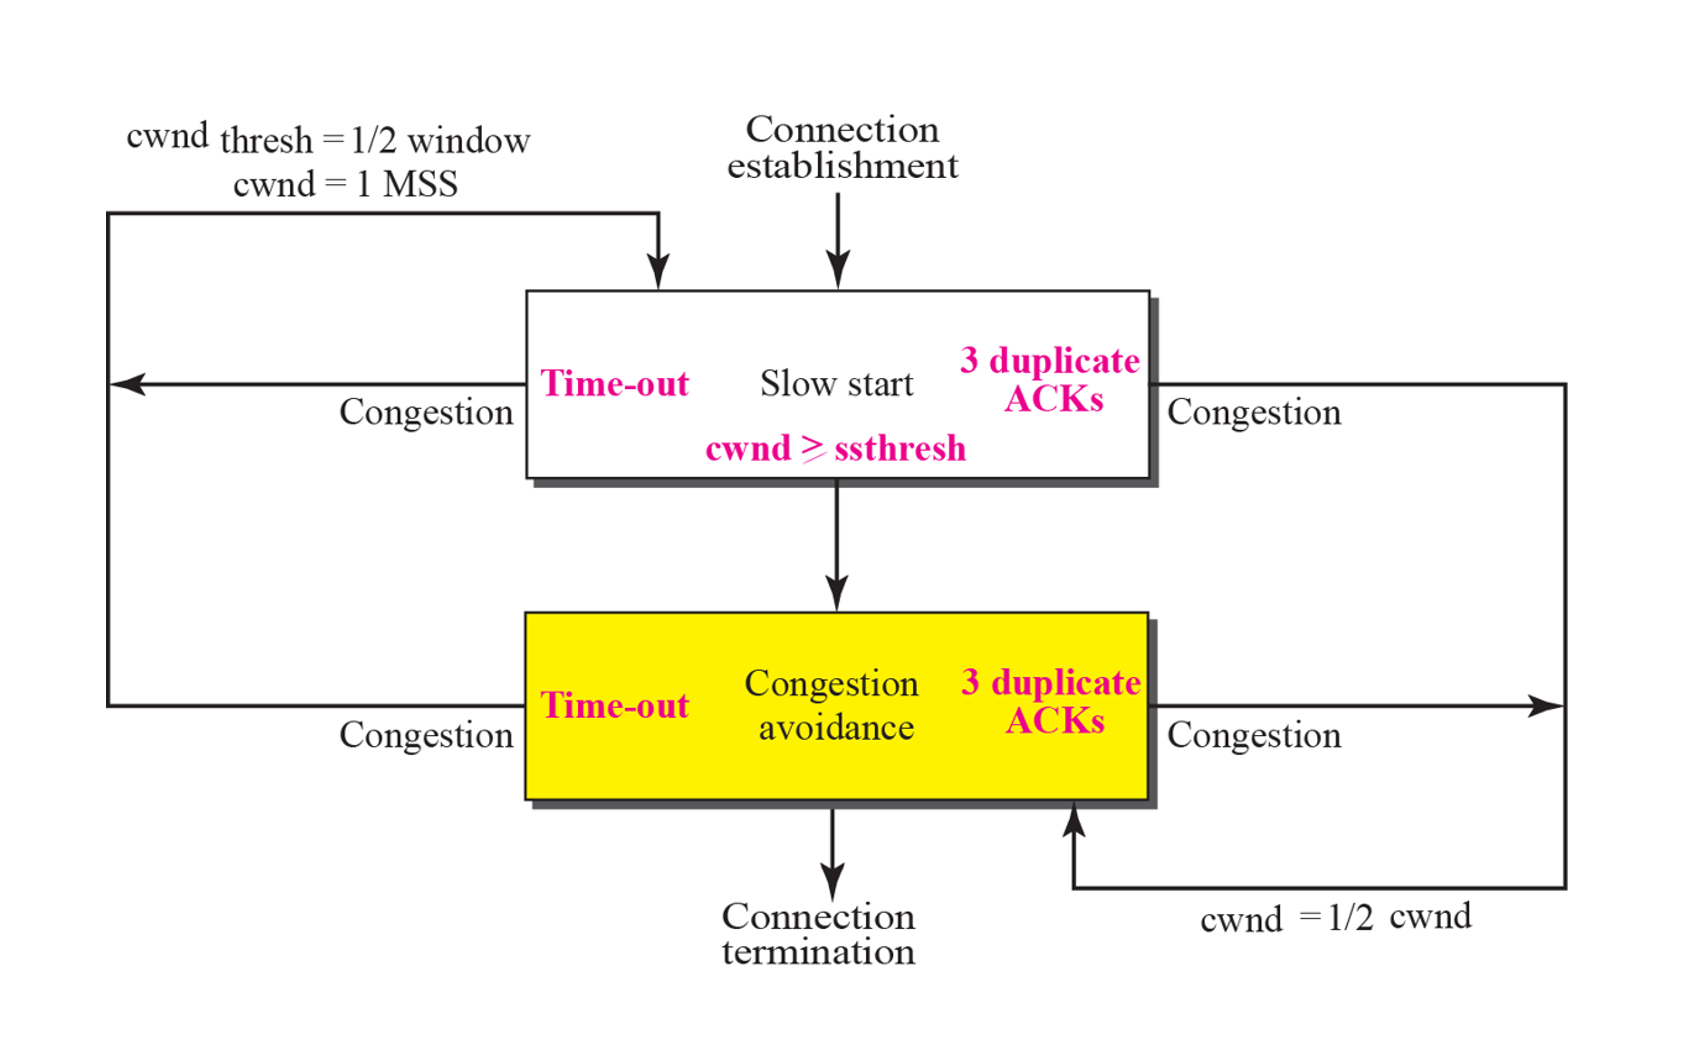 cwnd thresh = 1/2 window
cwnd = 1 MSS
Connection
establishment
Time-out
Slow start
3 duplicate
ACKs
cwnd ≥ ssthresh
Congestion
Congestion
Time-out
Congestion
avoidance
3 duplicate
ACKs
Congestion
Congestion
Connection
termination
cwnd = 1/2 cwnd